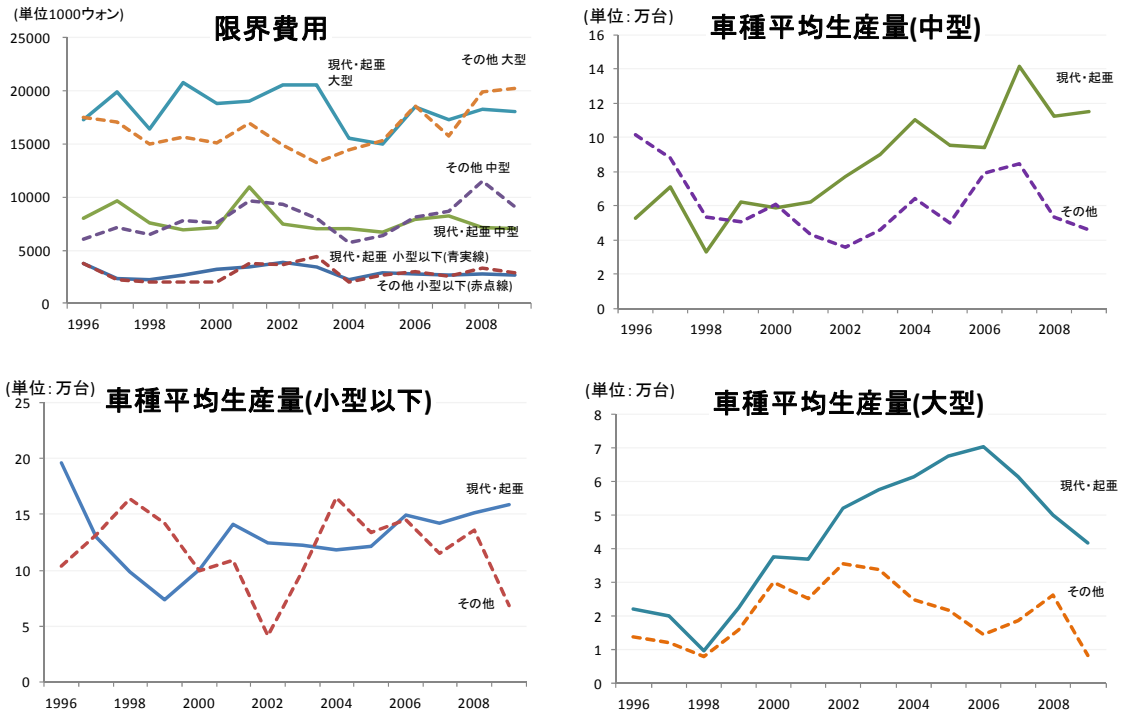 (単位1000ウォン)
限界費用
25000
20000
15000
10000
5000
0
1996
1998
2000
2002
2004
2006
2008
現代・起亜
大型
その他 大型
その他 中型
現代・起亜 中型
現代・起亜 小型以下(青実線)
その他 小型以下(赤点線)
(単位：万台)
車種平均生産量(中型)
16
14
12
10
8
6
4
2
0
1996
1998
2000
2002
2004
2006
2008
現代・起亜
その他
(単位：万台)
車種平均生産量(小型以下)
25
20
15
10
5
0
1996
1998
2000
2002
2004
2006
2008
現代・起亜
その他
(単位：万台)
車種平均生産量(大型)
8
7
6
5
4
3
2
1
0
1996
1998
2000
2002
2004
2006
2008
現代・起亜
その他